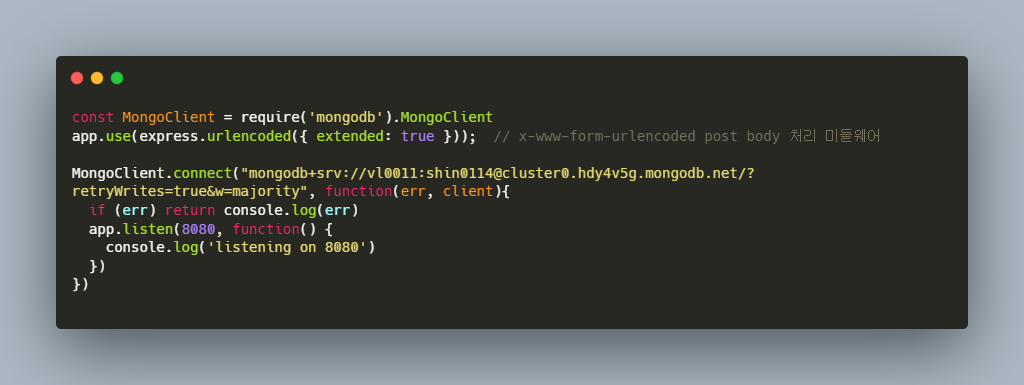 const MongoClient = require('mongodb').MongoClient
app.use(express.urlencoded({ extended: true }));  // x-www-form-urlencoded post body 처리 미들웨어
MongoClient.connect("mongodb+srv://vl0011:shin0114@cluster0.hdy4v5g.mongodb.net/?
retryWrites=true&w=majority", function(err, client){
  if (err) return console.log(err)
  app.listen(8080, function() {
    console.log('listening on 8080')
  })
})